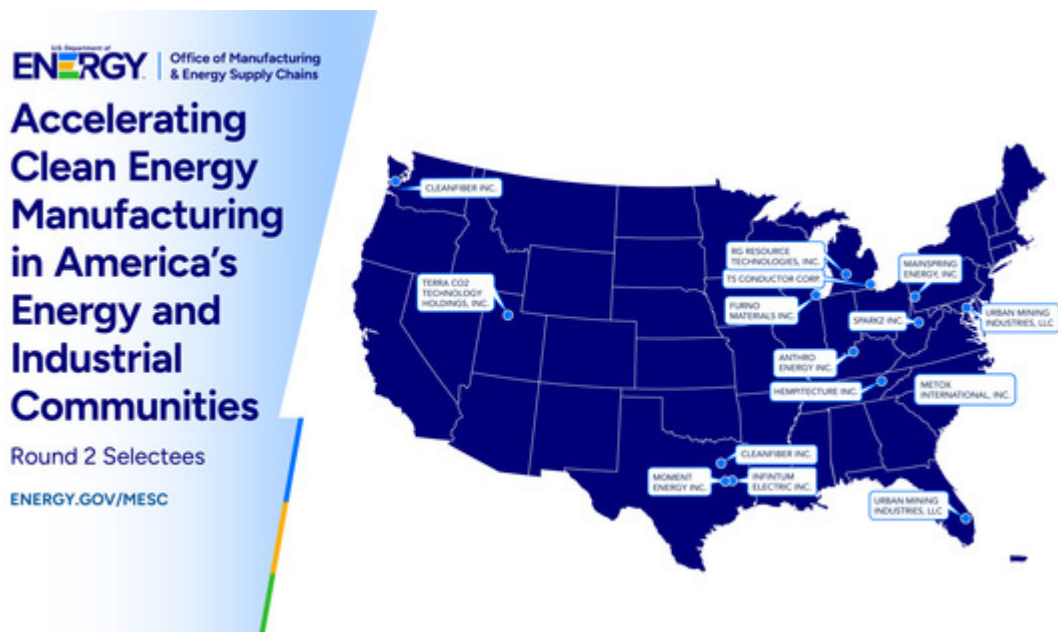 U.S. Department of
ENERGY
Office of Manufacturing
& Energy Supply Chains
Accelerating
Clean Energy
Manufacturing
in America's
Energy and
Industrial
Communities
Round 2 Selectees
ENERGY.GOV/MESC
CLEANFIBER INC.
TERRA CO2
TECHNOLOGY
HOLDINGS, INC.
RG RESOURCE
TECHNOLOGIES, INC.
TS CONDUCTOR CORP.
FURNO
MATERIALS INC.
MAINSPRING
ENERGY, INC.
SPARKZ INC.
URBAN MINING
INDUSTRIES, LLC
ANTHRO
ENERGY INC.
HEMPITECTURE INC.
METOX
INTERNATIONAL, INC.
CLEANFIBER INC.
MOMENT
ENERGY INC.
INFINTUM
ELECTRIC INC.
URBAN MINING
INDUSTRIES, LLC